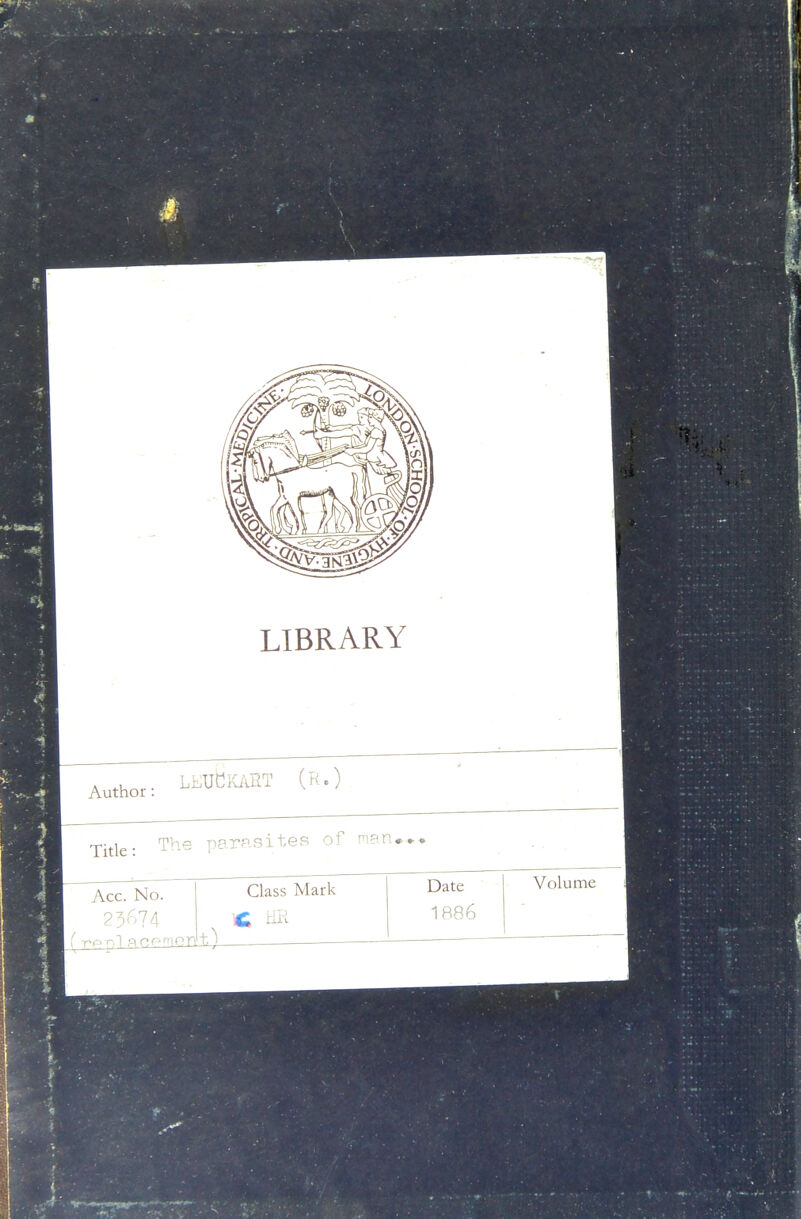 LONDON·SCHOOL·OF·HYGIENE·AND·TROPICAL·MEDICINE·
LIBRARY
Author: LEUCKART (R.)
Title: The parasites of man...
Acc. No. Class Mark Date Volume
23674 HR 1886
(replacement)